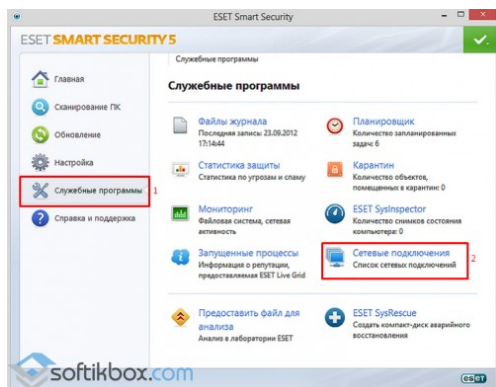 ESET Smart Security
ESET SMART SECURITY 5
Главная
Сканирование ПК
Обновление
Настройка
Служебные программы
1
Справка и поддержка
Служебные программы
Служебные программы
Файлы журнала
Последняя запись: 23.09.2012
17:14:44
Планировщик
Количество запланированных
задач: 6
Статистика защиты
Статистика по угрозам и спаму
Карантин
Количество объектов,
помещенных в карантин: 0
Мониторинг
Файловая система, сетевая
активность
ESET SysInspector
Количество снимков состояния
компьютера: 0
Запущенные процессы
Информация о репутации,
предоставляемая ESET Live Grid
Сетевые подключения
Список сетевых подключений
2
Предоставить файл для
анализа
Анализ в лаборатории ESET
ESET SysRescue
Создать компакт-диск аварийного
восстановления
softikbox.com
eset